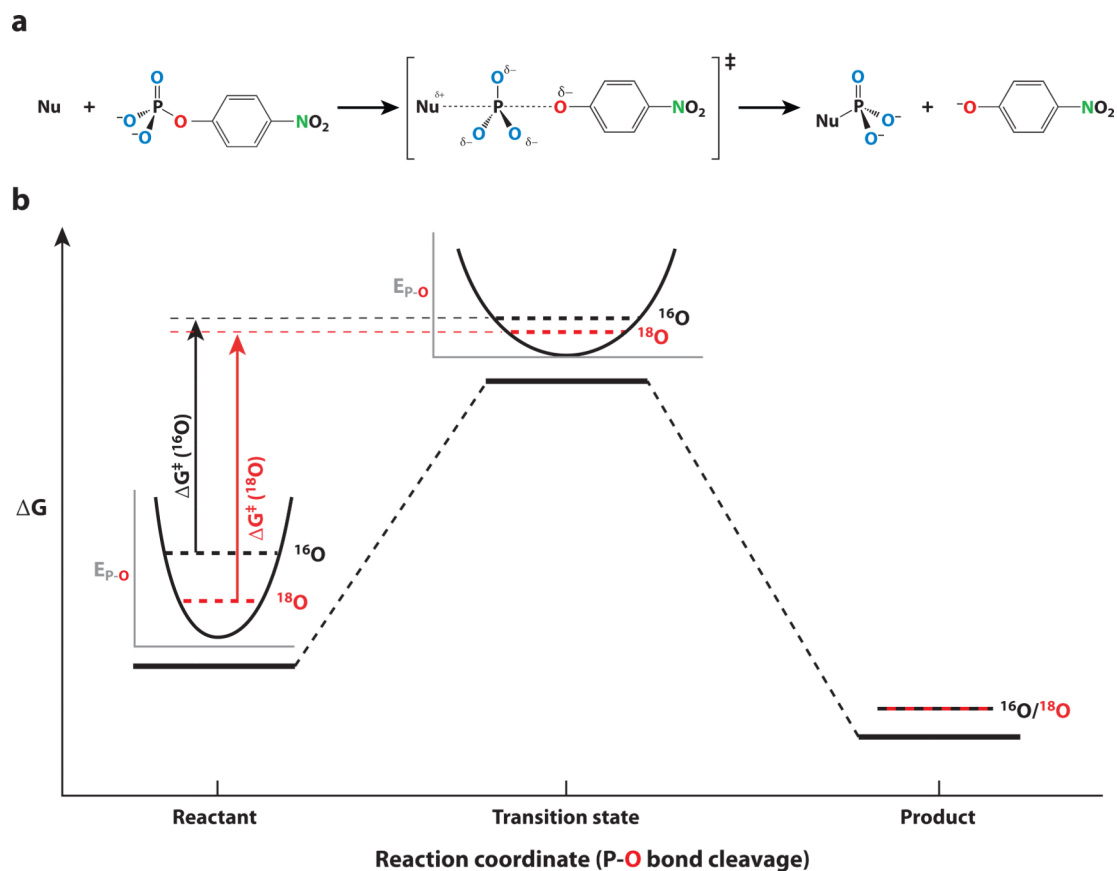 a
Nu + ⁻O ⁻O O P O NO₂
Nu δ+ P O δ− O δ− O δ− O δ− NO₂ ‡
Nu P O O⁻ O⁻ + ⁻O NO₂
b
E P-O
¹⁶O
¹⁸O
ΔG‡ (¹⁶O)
ΔG‡ (¹⁸O)
ΔG
E P-O
¹⁶O
¹⁸O
¹⁶O/¹⁸O
Reactant Transition state Product
Reaction coordinate (P-O bond cleavage)